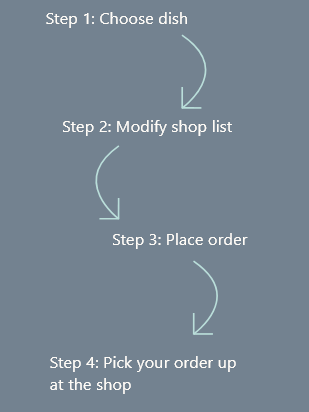 Step 1: Choose dish
Step 2: Modify shop list
Step 3: Place order
Step 4: Pick your order up
at the shop